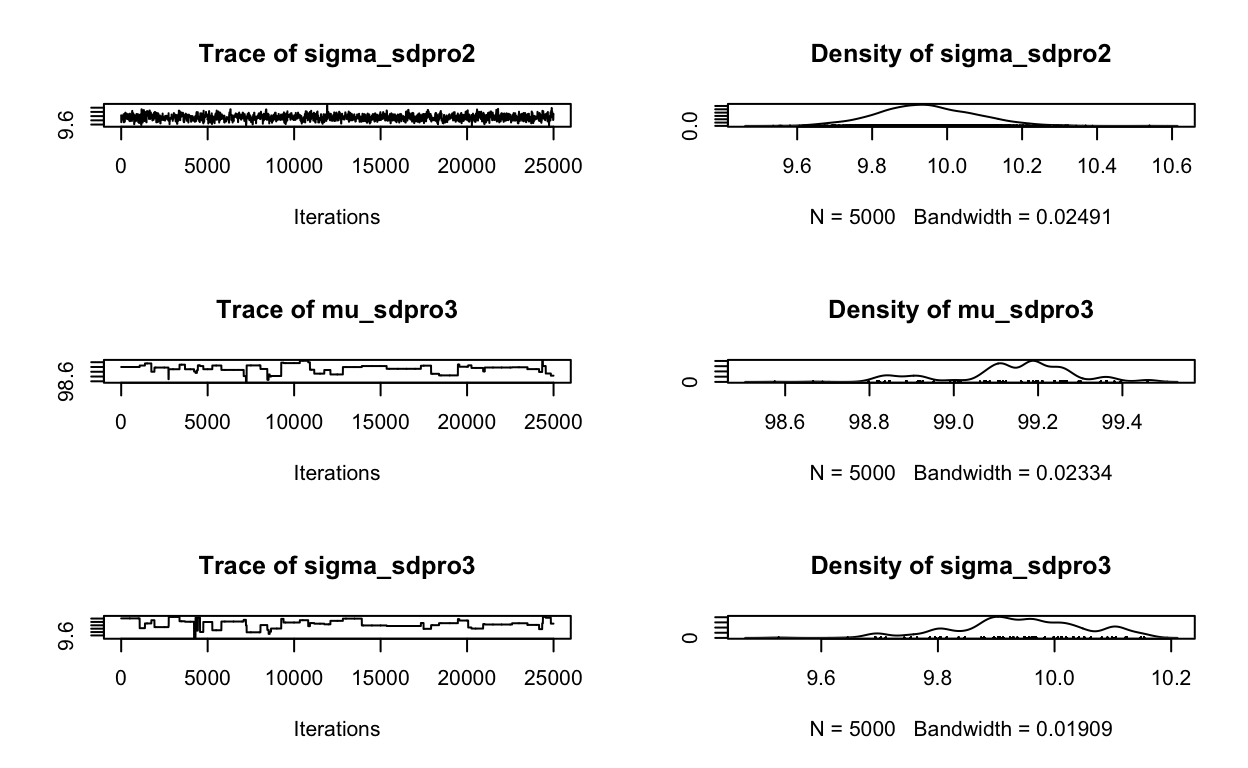 Trace of sigma_sdpro2
9.6
0 5000 10000 15000 20000 25000
Iterations
Density of sigma_sdpro2
0.0
9.6 9.8 10.0 10.2 10.4 10.6
N = 5000 Bandwidth = 0.02491
Trace of mu_sdpro3
98.6
0 5000 10000 15000 20000 25000
Iterations
Density of mu_sdpro3
0
98.6 98.8 99.0 99.2 99.4
N = 5000 Bandwidth = 0.02334
Trace of sigma_sdpro3
9.6
0 5000 10000 15000 20000 25000
Iterations
Density of sigma_sdpro3
0
9.6 9.8 10.0 10.2
N = 5000 Bandwidth = 0.01909